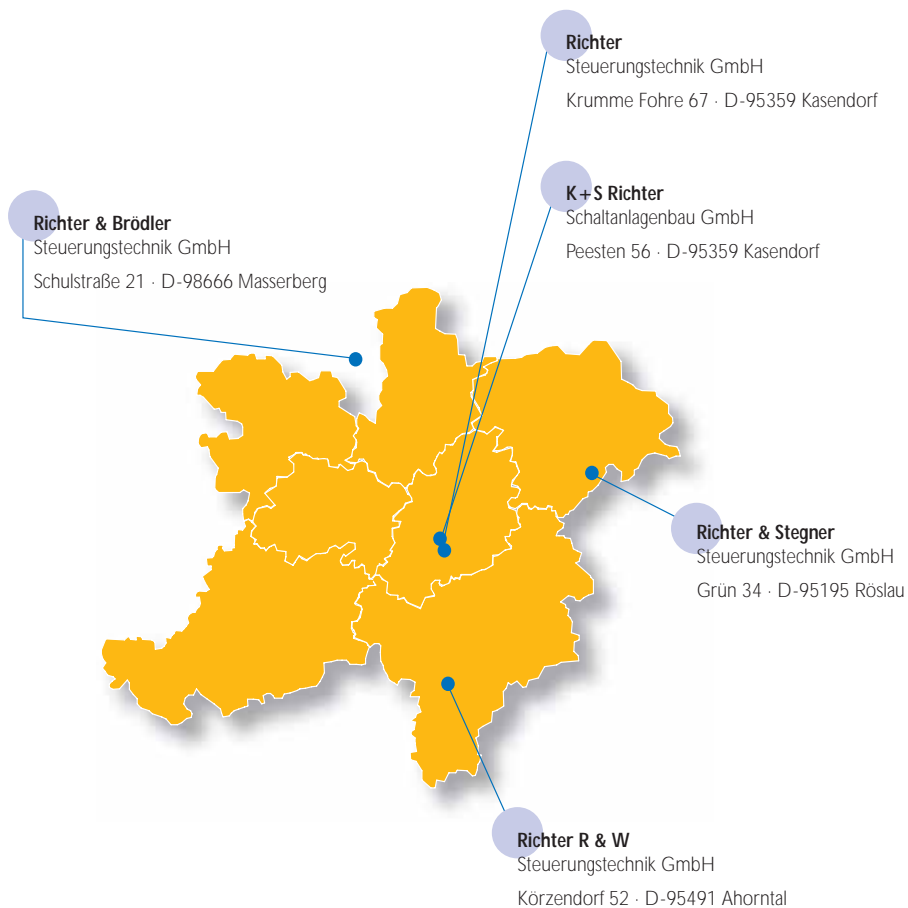 Richter
Steuerungstechnik GmbH
Krumme Fohre 67 · D-95359 Kasendorf
K+S Richter
Schaltanlagenbau GmbH
Peesten 56 · D-95359 Kasendorf
Richter & Brödler
Steuerungstechnik GmbH
Schulstraße 21 · D-98666 Masserberg
Richter & Stegner
Steuerungstechnik GmbH
Grün 34 · D-95195 Röslau
Richter R & W
Steuerungstechnik GmbH
Körzendorf 52 · D-95491 Ahorntal